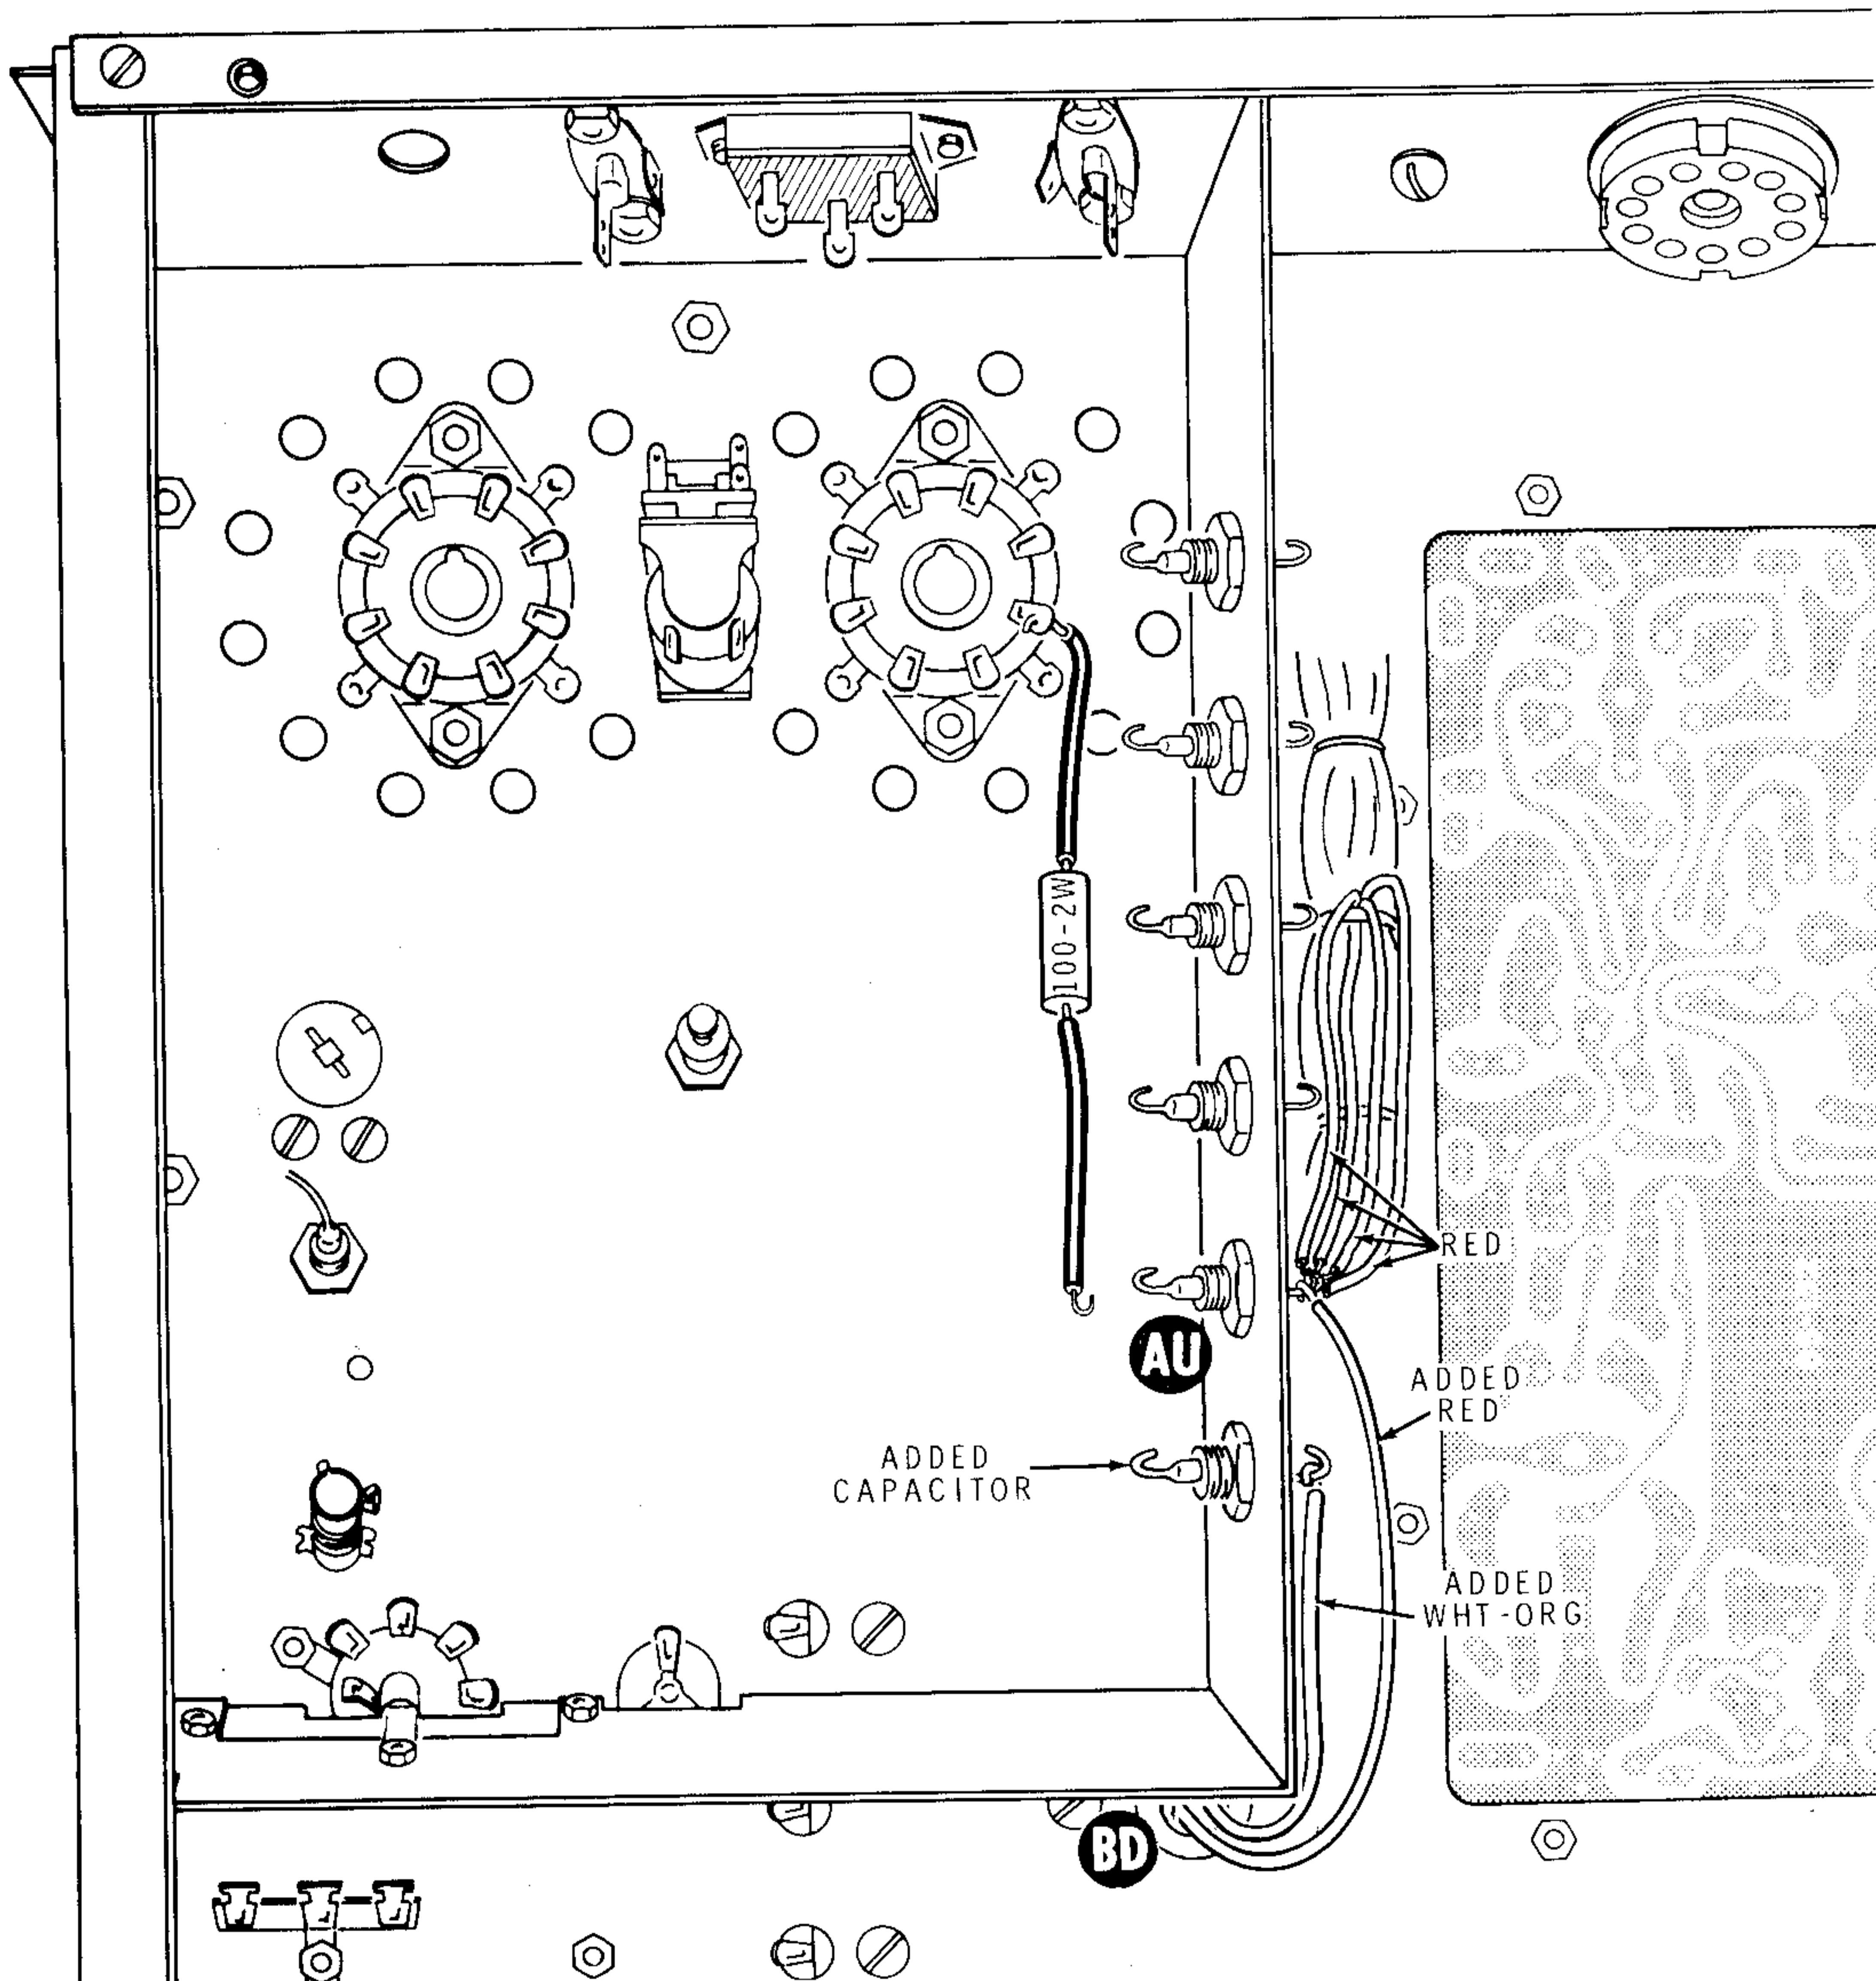 100-2W
RED
AU
ADDED
RED
ADDED
CAPACITOR
ADDED
WHT-ORG
BD